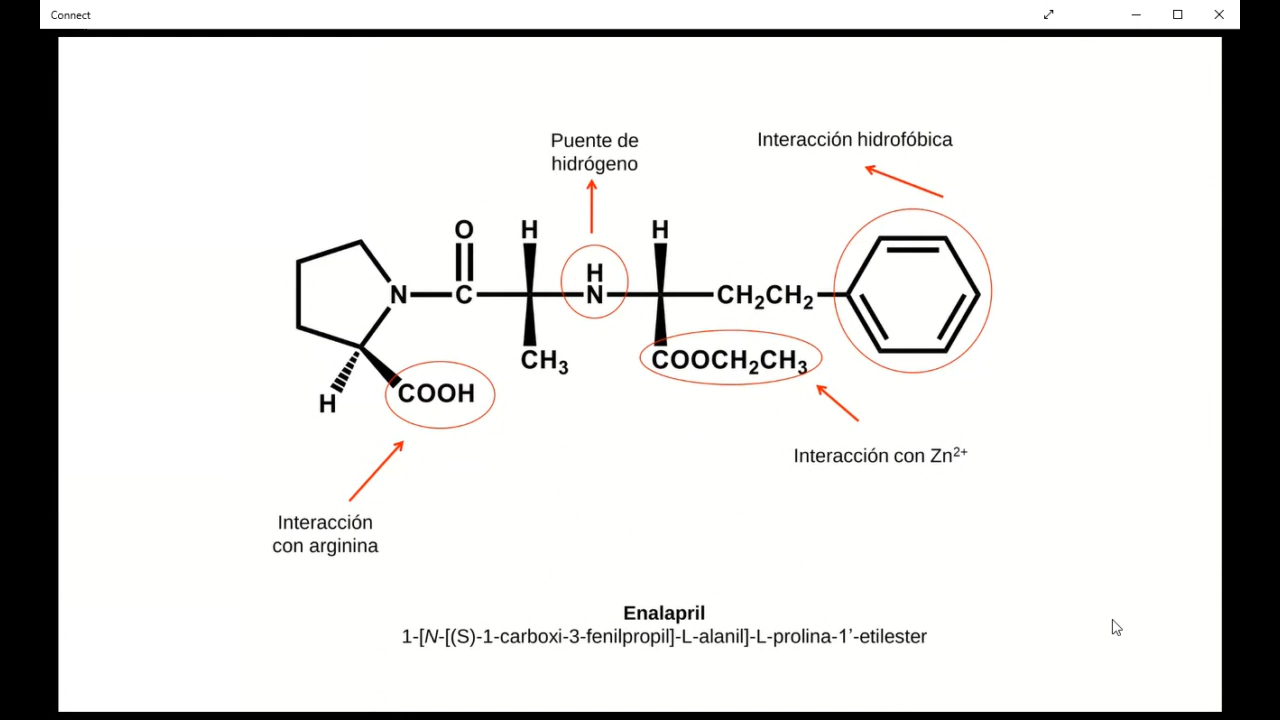 Connect
Puente de
hidrógeno
Interacción hidrofóbica
O
H
H
H
N
C
N
CH₂CH₂
CH₃
COOCH₂CH₃
H
COOH
Interacción con Zn²⁺
Interacción
con arginina
Enalapril
1-[N-[(S)-1-carboxi-3-fenilpropil]-L-alanil]-L-prolina-1’-etilester